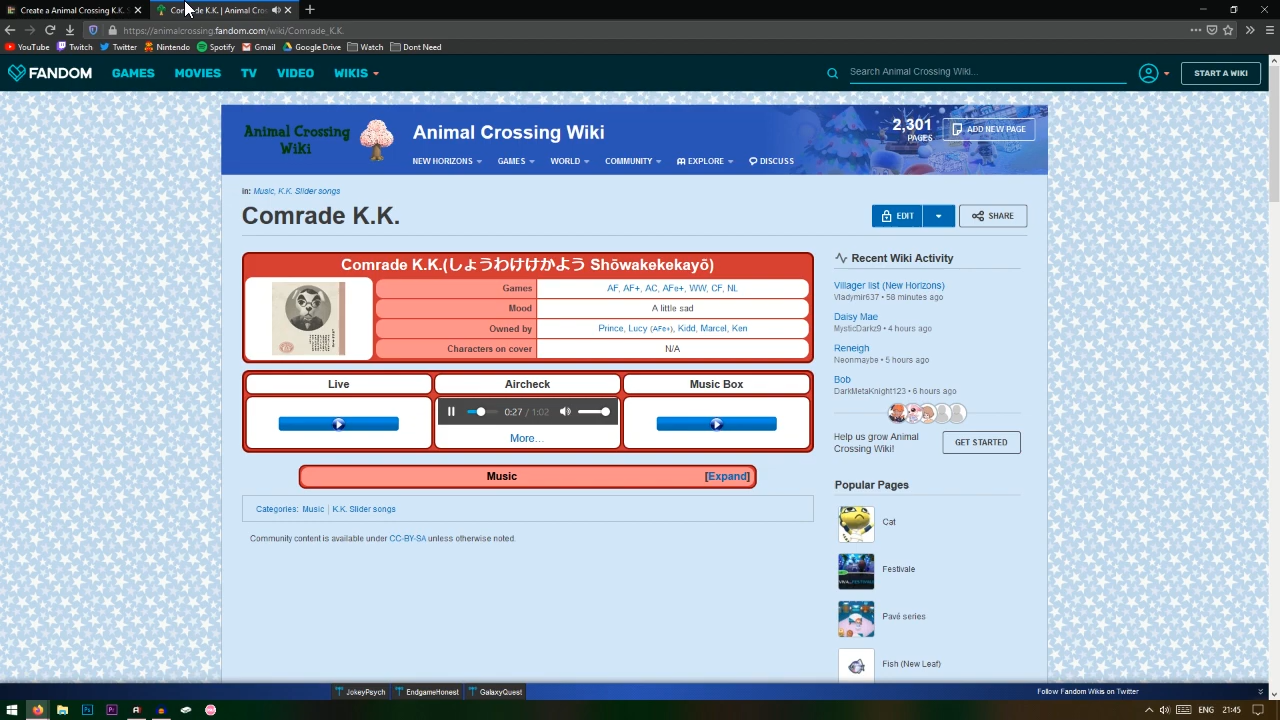 Create a Animal Crossing K.K. S
Comrade K.K. | Animal Cros
https://animalcrossing.fandom.com/wiki/Comrade_K.K.
YouTube Twitch Twitter Nintendo Spotify Gmail Google Drive Watch Dont Need
FANDOM GAMES MOVIES TV VIDEO WIKIS Search Animal Crossing Wiki... START A WIKI
Animal Crossing Wiki
Animal Crossing Wiki
2,301 PAGES
ADD NEW PAGE
NEW HORIZONS GAMES WORLD COMMUNITY EXPLORE DISCUSS
in: Music, K.K. Slider songs
Comrade K.K.
EDIT SHARE
Comrade K.K.(しょうわけけかよう Shōwakekekayō)
Games AF, AF+, AC, AFe+, WW, CF, NL
Mood A little sad
Owned by Prince, Lucy (AFe+), Kidd, Marcel, Ken
Characters on cover N/A
Live Aircheck Music Box
0:27 / 1:02
More…
Music [Expand]
Categories: Music K.K. Slider songs
Community content is available under CC-BY-SA unless otherwise noted.
Recent Wiki Activity
Villager list (New Horizons)
Vladymir637 • 58 minutes ago
Daisy Mae
MysticDarkz9 • 4 hours ago
Reneigh
Neonmaybe • 5 hours ago
Bob
DarkMetaKnight123 • 6 hours ago
Help us grow Animal Crossing Wiki!
GET STARTED
Popular Pages
Cat
Festivale
Pavé series
Fish (New Leaf)
JokeyPsych EndgameHonest GalaxyQuest Follow Fandom Wikis on Twitter
ENG 21:45